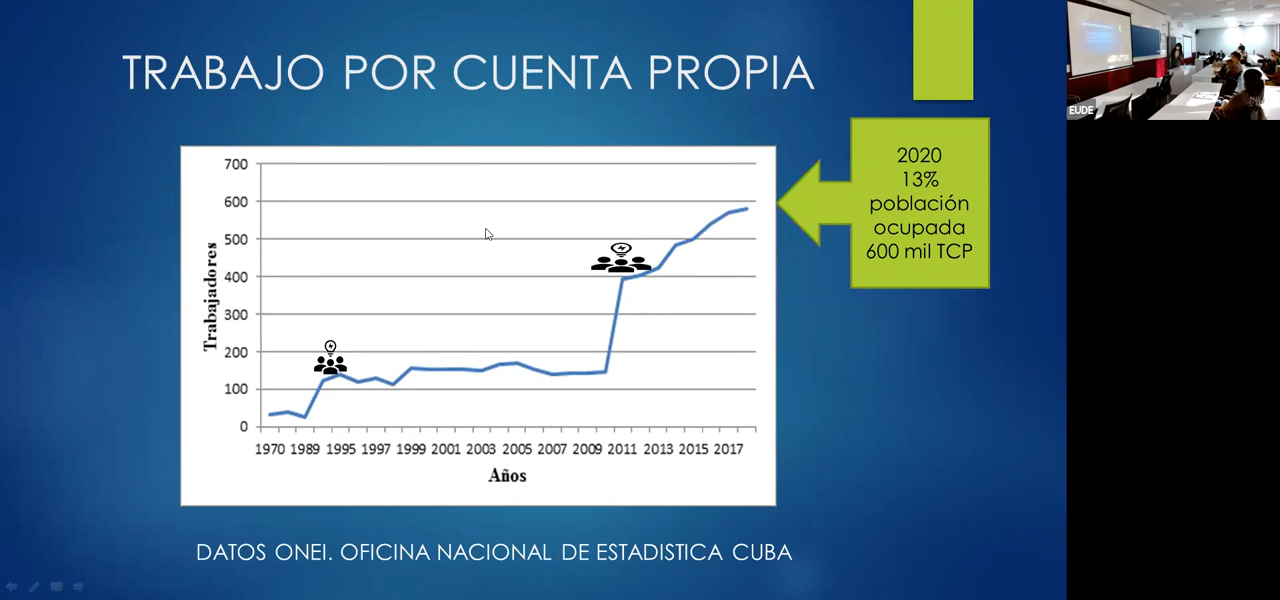 TRABAJO POR CUENTA PROPIA
EUDE
2020
13%
población
ocupada
600 mil TCP
700
600
500
400
300
200
100
0
Trabajadores
1970 1989 1995 1997 1999 2001 2003 2005 2007 2009 2011 2013 2015 2017
Años
DATOS ONEI. OFICINA NACIONAL DE ESTADISTICA CUBA